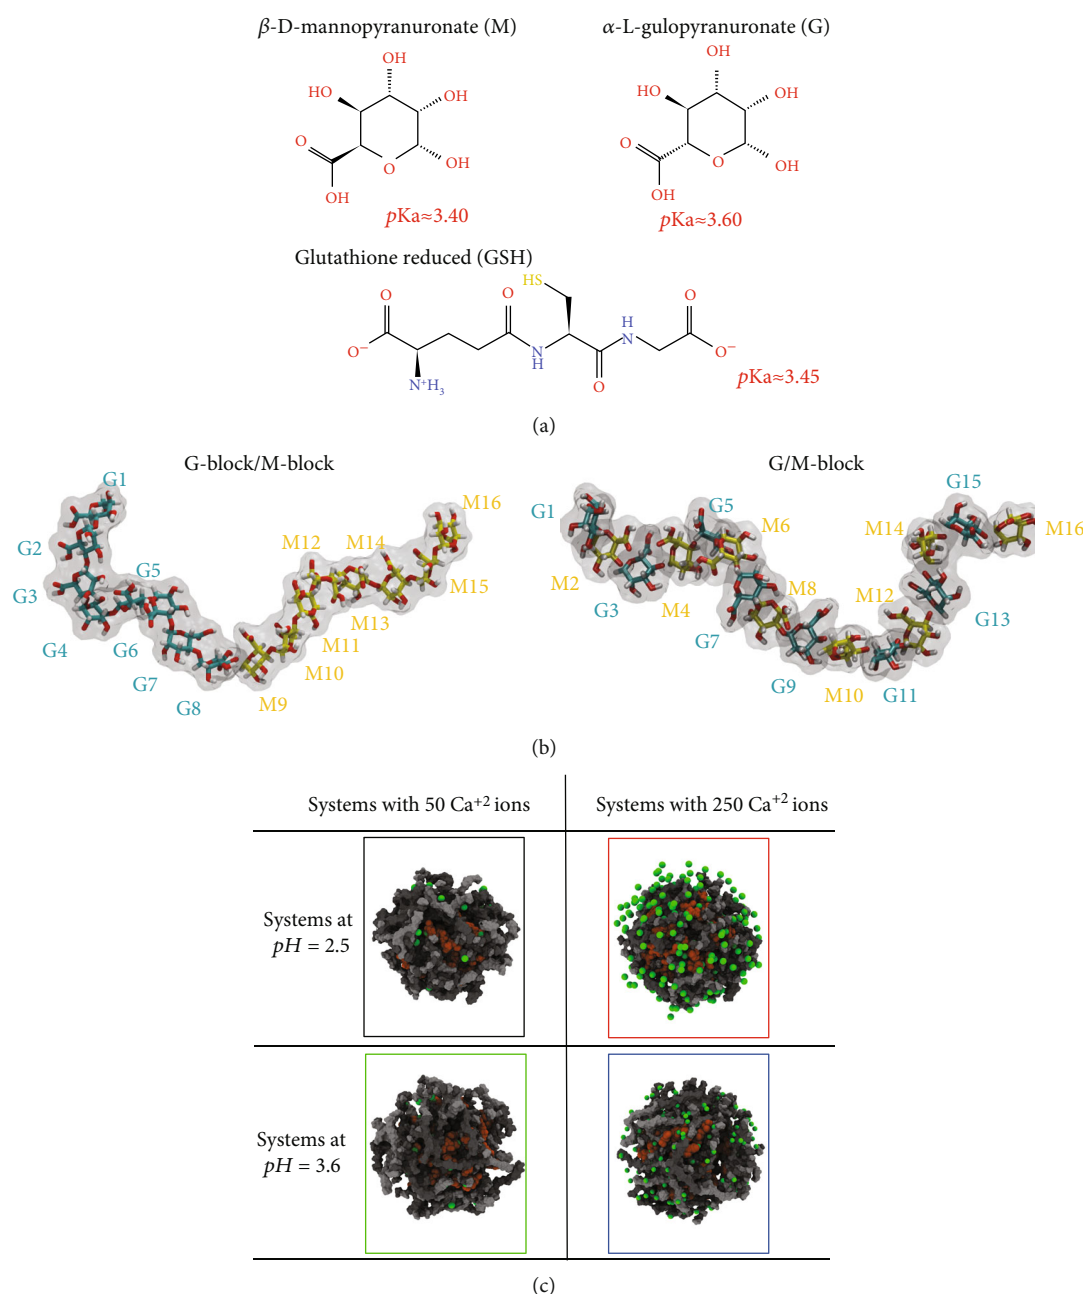 β-D-mannopyranuronate (M)
α-L-gulopyranuronate (G)
OH
HO
OH
O
O
OH
OH
pKa≈3.40
OH
HO
OH
O
O
OH
OH
pKa≈3.60
Glutathione reduced (GSH)
HS
O
O
O
H
N
O⁻
N
H
O
O⁻
N⁺H₃
pKa≈3.45
(a)
G-block/M-block
G1
G2
G3
G4
G5
G6
G7
G8
M9
M10
M11
M12
M13
M14
M15
M16
G/M-block
G1
M2
G3
M4
G5
M6
G7
M8
G9
M10
G11
M12
G13
M14
G15
M16
(b)
Systems with 50 Ca⁺² ions
Systems with 250 Ca⁺² ions
Systems at
pH = 2.5
Systems at
pH = 3.6
(c)